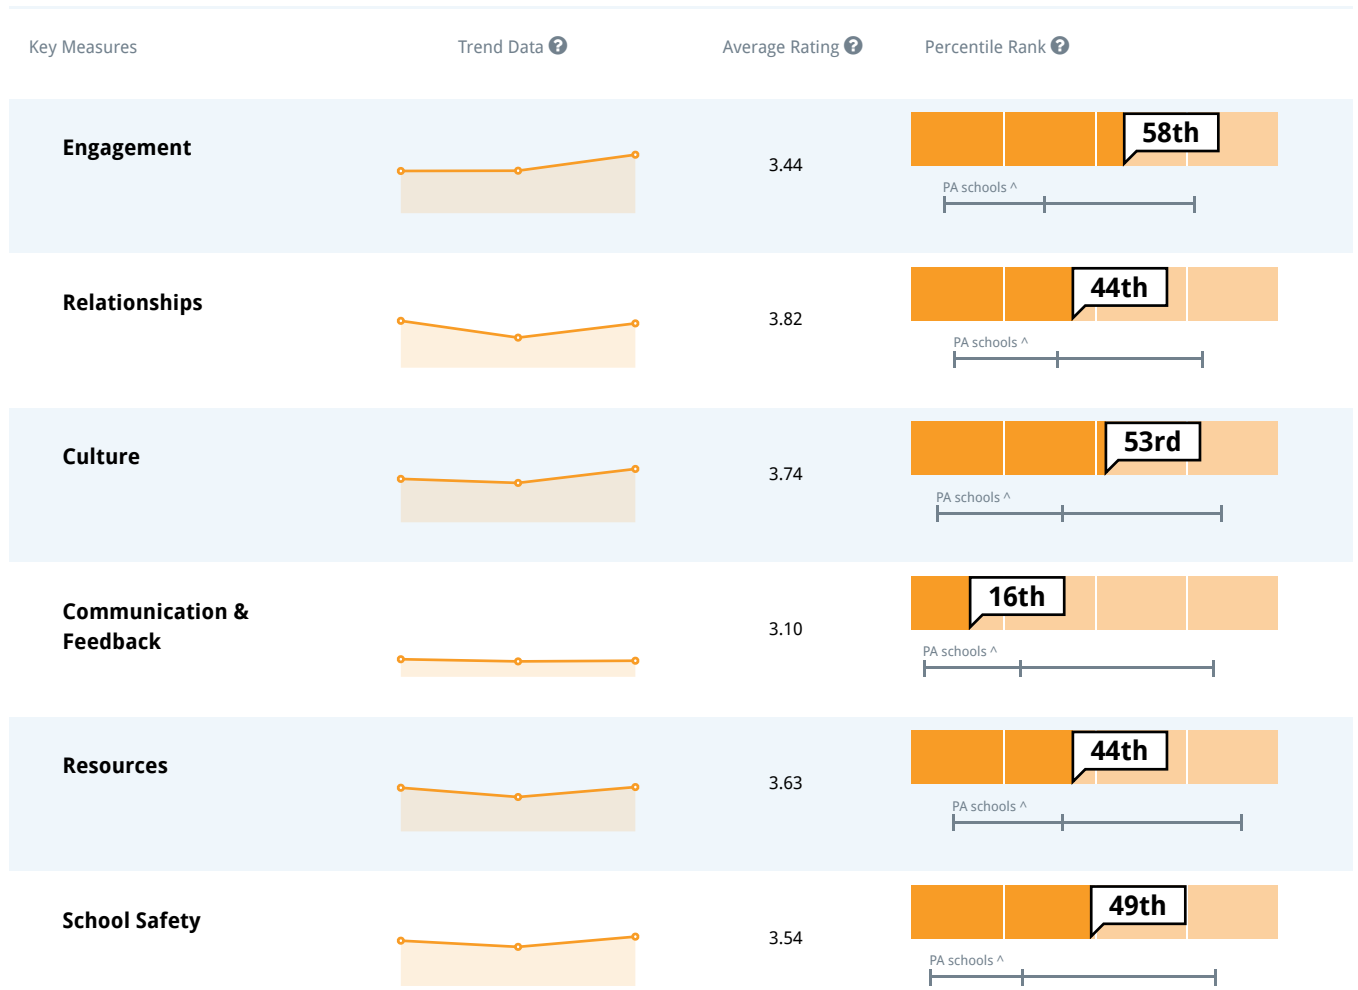 Key Measures
Trend Data ?
Average Rating ?
Percentile Rank ?
Engagement
3.44
58th
PA schools ^
Relationships
3.82
44th
PA schools ^
Culture
3.74
53rd
PA schools ^
Communication &
Feedback
3.10
16th
PA schools ^
Resources
3.63
44th
PA schools ^
School Safety
3.54
49th
PA schools ^